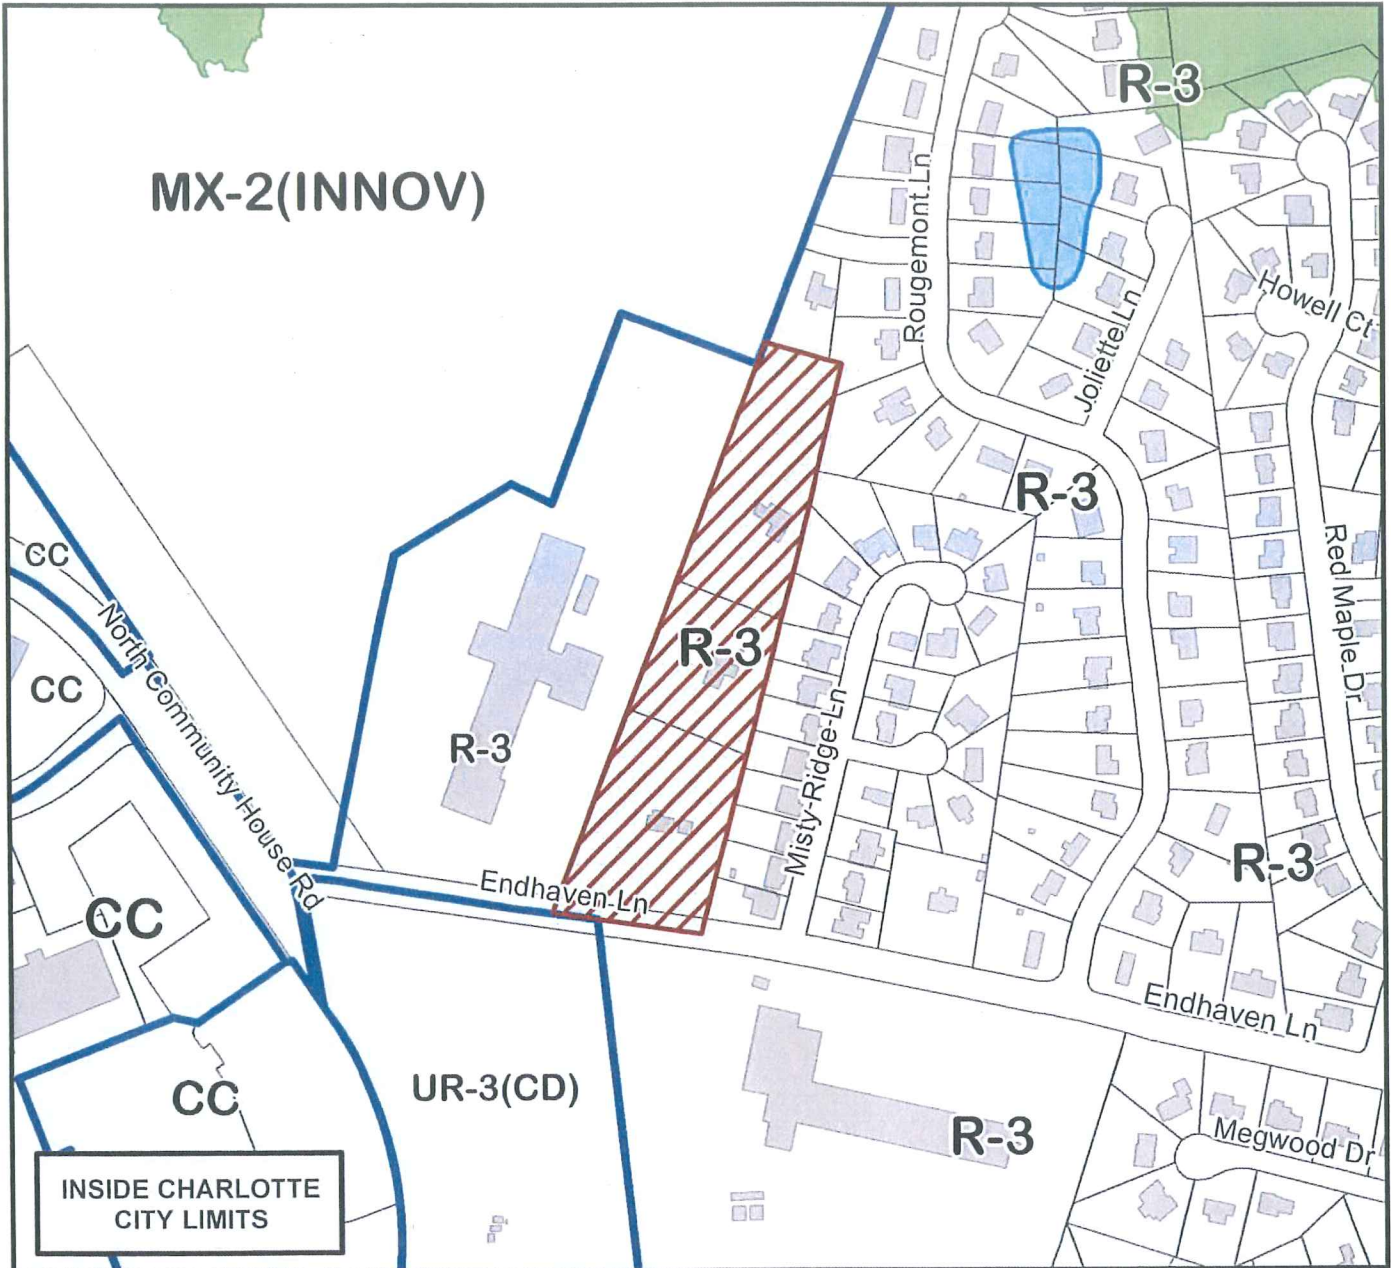 R-3
MX-2(INNOV)
Rougemont Ln
Howell Ct
Joliette Ln
R-3
CC
Red Maple Dr
North Community House Rd
R-3
CC
R-3
Misty Ridge Ln
R-3
Endhaven Ln
CC
Endhaven Ln
UR-3(CD)
CC
R-3
Megwood Dr
INSIDE CHARLOTTE
CITY LIMITS